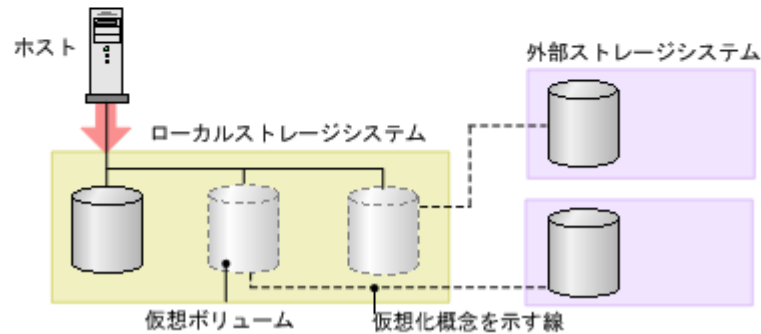 ホスト
外部ストレージシステム
ローカルストレージシステム
仮想ボリューム
仮想化概念を示す線